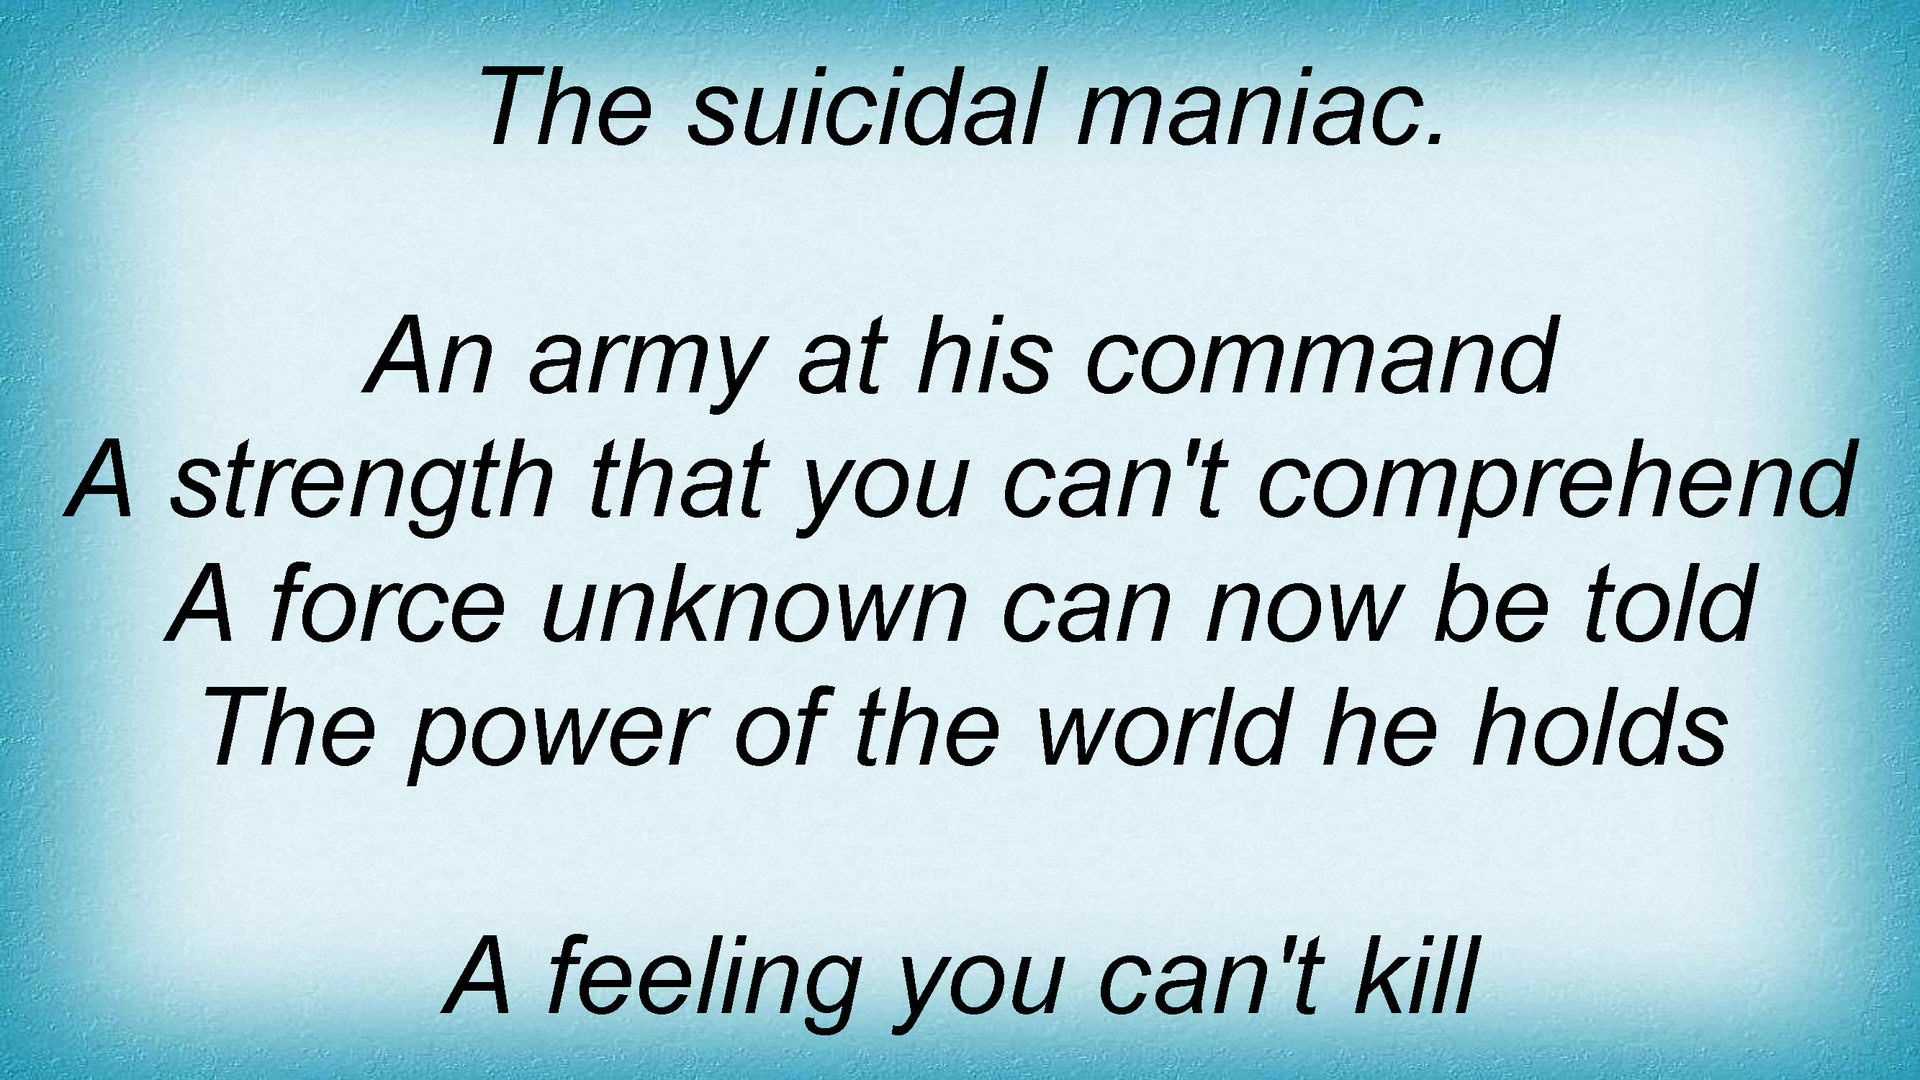 The suicidal maniac.
An army at his command
A strength that you can't comprehend
A force unknown can now be told
The power of the world he holds
A feeling you can't kill